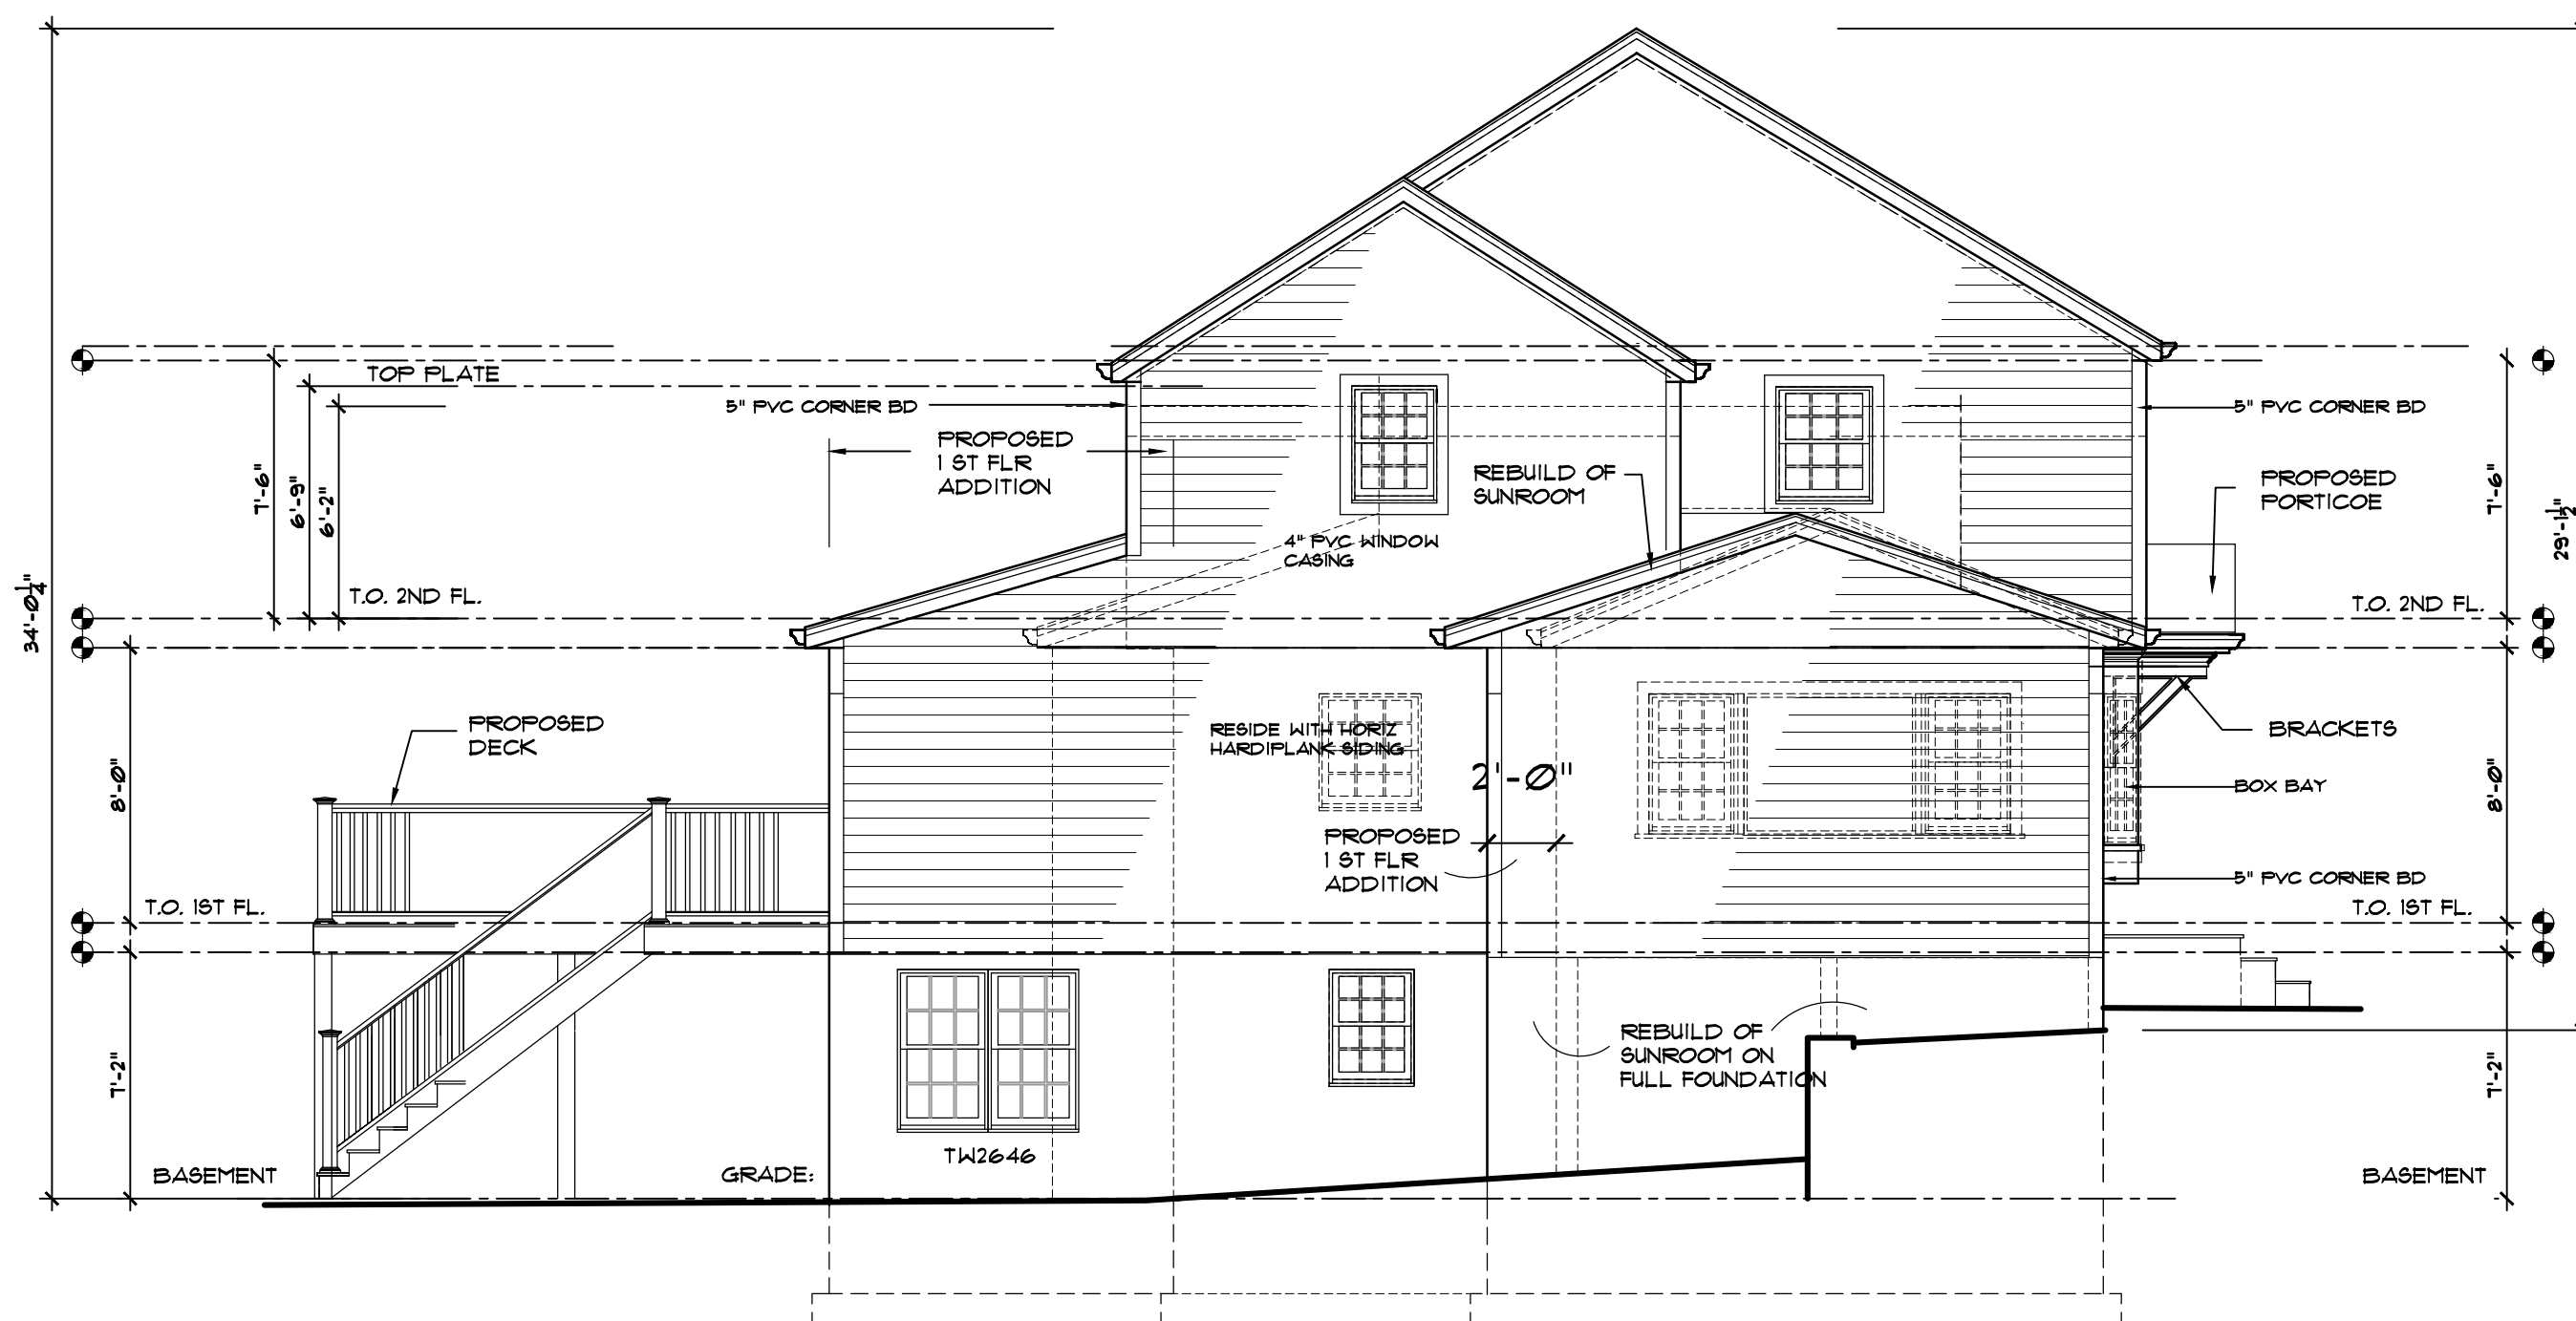 TOP PLATE
5" PVC CORNER BD
5" PVC CORNER BD
PROPOSED
1 ST FLR
ADDITION
REBUILD OF
SUNROOM
PROPOSED
PORTICOE
7'-6"
6'-9"
6'-2"
7'-6"
29'-1 1/2"
4" PVC WINDOW
CASING
34'-0 1/4"
T.O. 2ND FL.
T.O. 2ND FL.
PROPOSED
DECK
RESIDE WITH HORIZ
HARDIPLANK SIDING
BRACKETS
8'-0"
2'-0"
BOX BAY
8'-0"
PROPOSED
1 ST FLR
ADDITION
5" PVC CORNER BD
T.O. 1ST FL.
T.O. 1ST FL.
REBUILD OF
SUNROOM ON
FULL FOUNDATION
7'-2"
7'-2"
TW2646
BASEMENT
GRADE:
BASEMENT